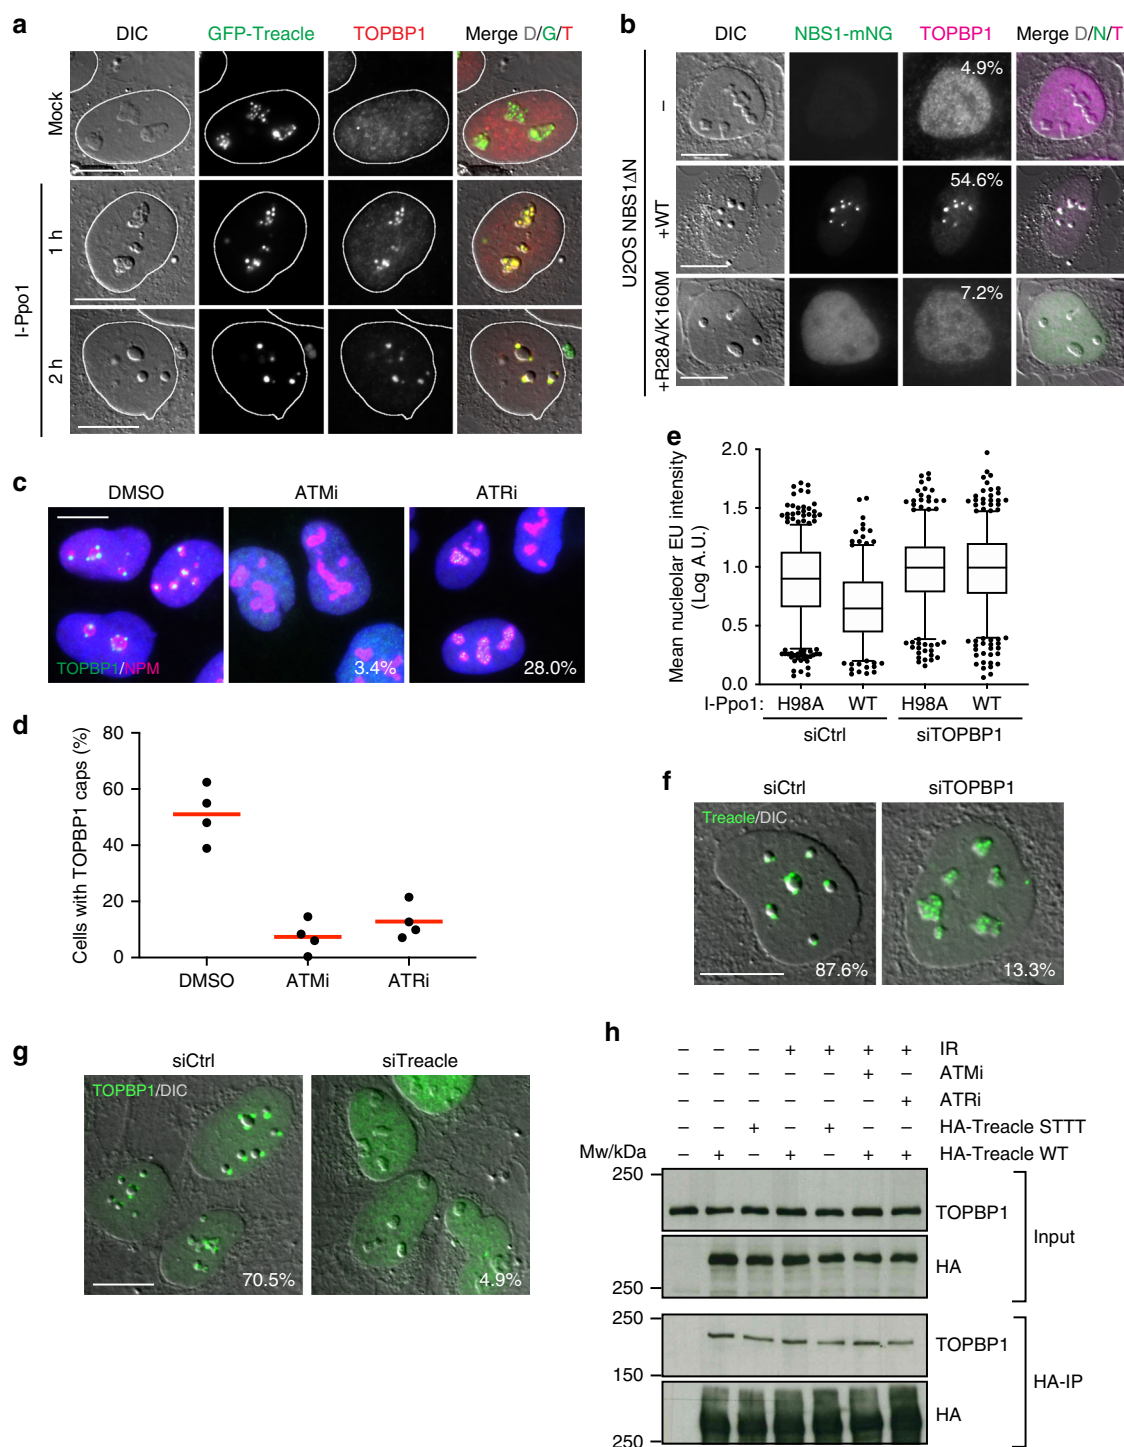 a
DIC GFP-Treacle TOPBP1 Merge D/G/T
Mock
I-Ppo1
1 h
2 h
b
DIC NBS1-mNG TOPBP1 Merge D/N/T
U2OS NBS1ΔN
–
4.9%
+WT
54.6%
+R28A/K160M
7.2%
c
DMSO ATMi ATRi
TOPBP1/NPM
3.4%
28.0%
d
Cells with TOPBP1 caps (%)
80
60
40
20
0
DMSO ATMi ATRi
e
Mean nucleolar EU intensity
(Log A.U.)
2.0
1.5
1.0
0.5
0.0
I-Ppo1: H98A WT H98A WT
siCtrl siTOPBP1
f
siCtrl siTOPBP1
Treacle/DIC
87.6%
13.3%
g
siCtrl siTreacle
TOPBP1/DIC
70.5%
4.9%
h
– – – + + + + IR
– – – – – + – ATMi
– – – – – – + ATRi
– – + – + – – HA-Treacle STTT
Mw/kDa – + – + – + + HA-Treacle WT
250
TOPBP1
HA
250
Input
250
TOPBP1
150
HA
250
HA-IP